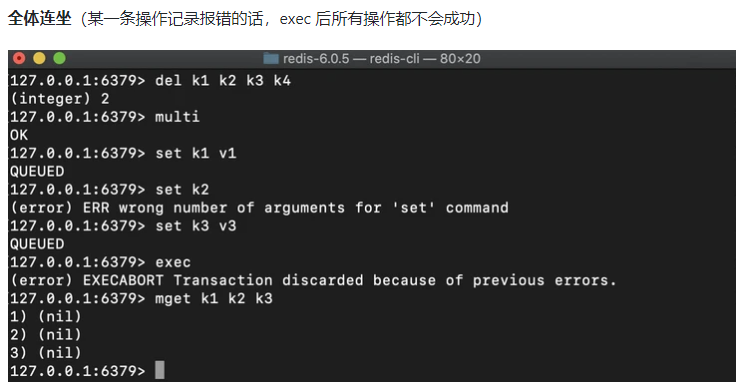 全体连坐（某一条操作记录报错的话，exec 后所有操作都不会成功）
redis-6.0.5 — redis-cli — 80×20
127.0.0.1:6379> del k1 k2 k3 k4
(integer) 2
127.0.0.1:6379> multi
OK
127.0.0.1:6379> set k1 v1
QUEUED
127.0.0.1:6379> set k2
(error) ERR wrong number of arguments for 'set' command
127.0.0.1:6379> set k3 v3
QUEUED
127.0.0.1:6379> exec
(error) EXECABORT Transaction discarded because of previous errors.
127.0.0.1:6379> mget k1 k2 k3
1) (nil)
2) (nil)
3) (nil)
127.0.0.1:6379>